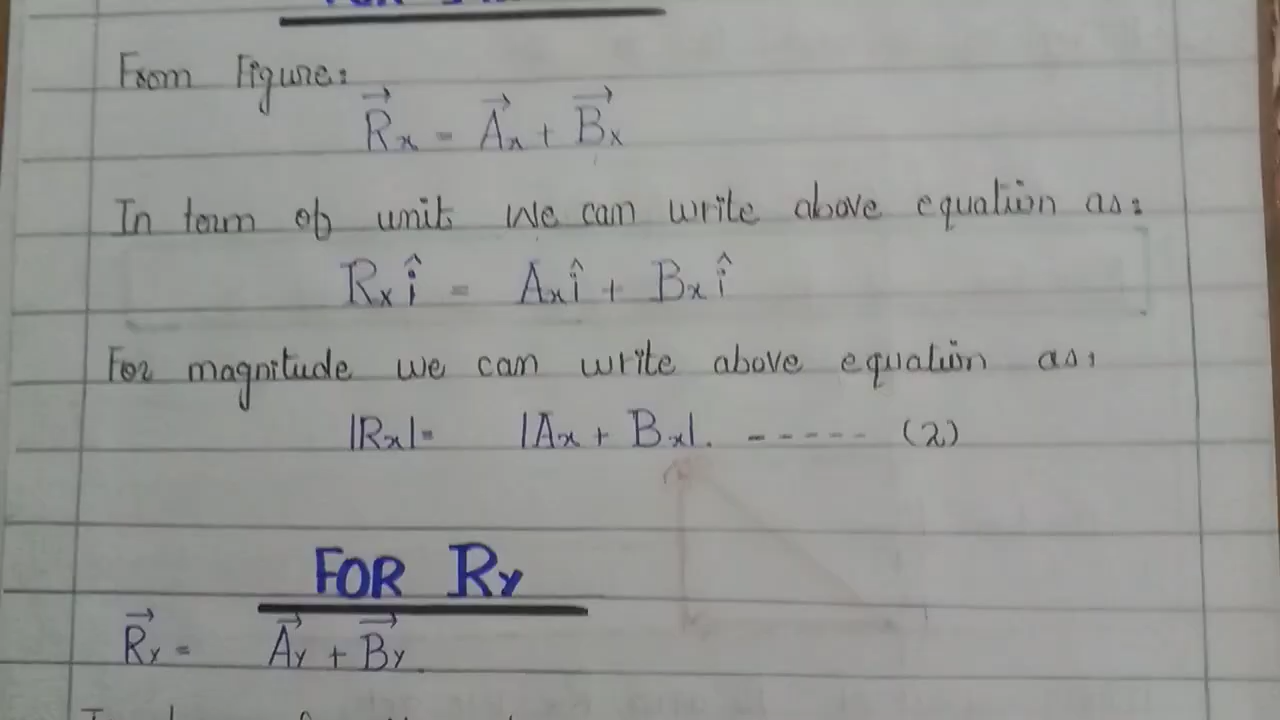 From Figure:
R⃗x = A⃗x + B⃗x
In term of unit we can write above equation as:
Rx î = Ax î + Bx î
For magnitude we can write above equation as:
|Rx| = |Ax + Bx|. ----- (2)
FOR Ry
R⃗y = A⃗y + B⃗y.